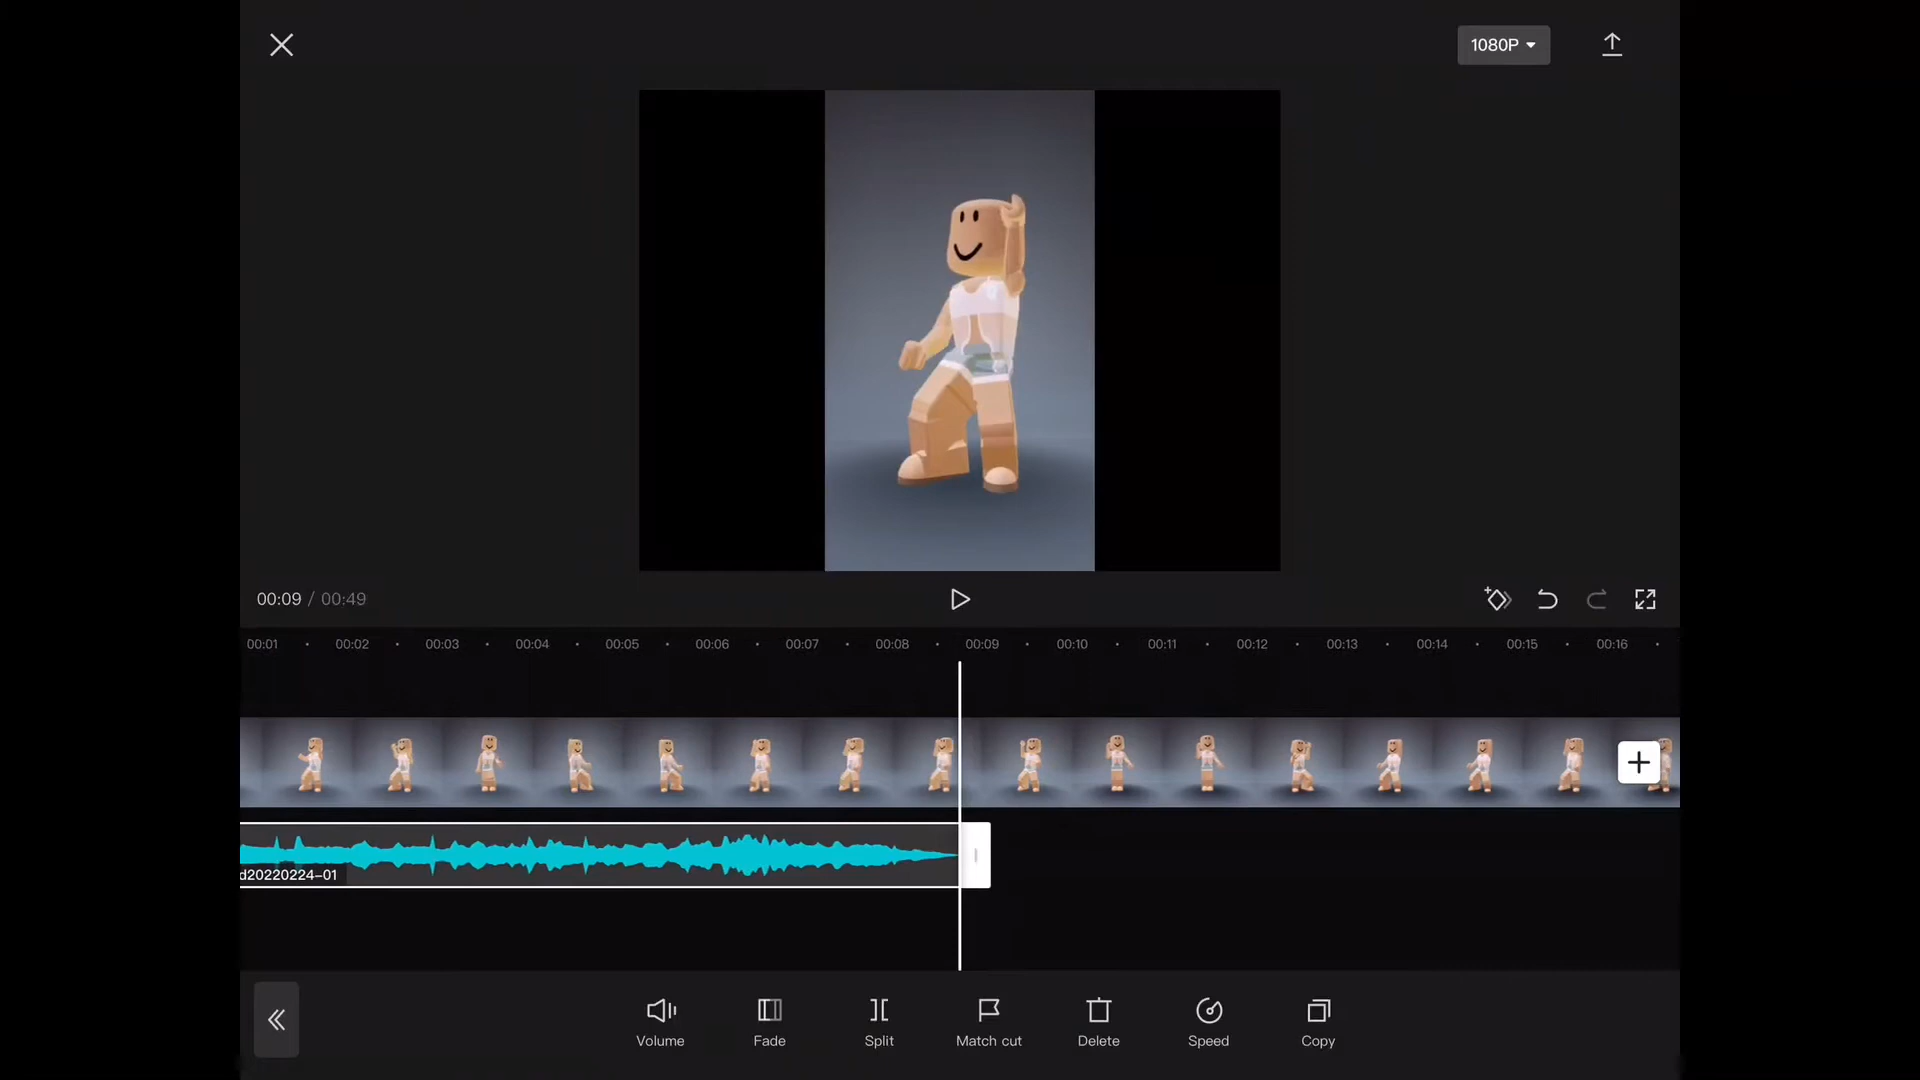 1080P
00:09 / 00:49
00:01 00:02 00:03 00:04 00:05 00:06 00:07 00:08 00:09 00:10 00:11 00:12 00:13 00:14 00:15 00:16
d20220224-01
Volume Fade Split Match cut Delete Speed Copy